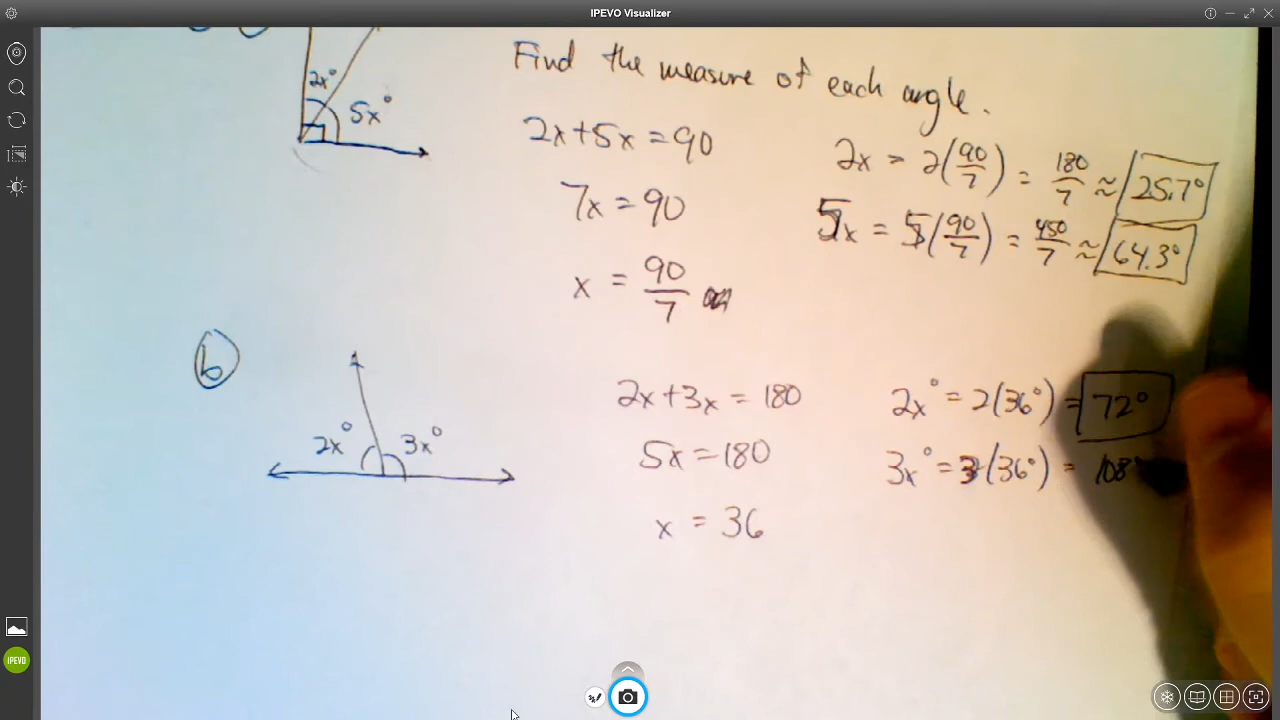 IPEVO Visualizer
Find the measure of each angle.
2x°
5x°
2x+5x=90
7x=90
x = 90/7
2x = 2(90/7) = 180/7 ≈ 25.7°
5x = 5(90/7) = 450/7 ≈ 64.3°
b
2x° 3x°
2x+3x = 180
5x=180
x = 36
2x° = 2(36°) = 72°
3x° = 3(36°) = 108°
IPEVO